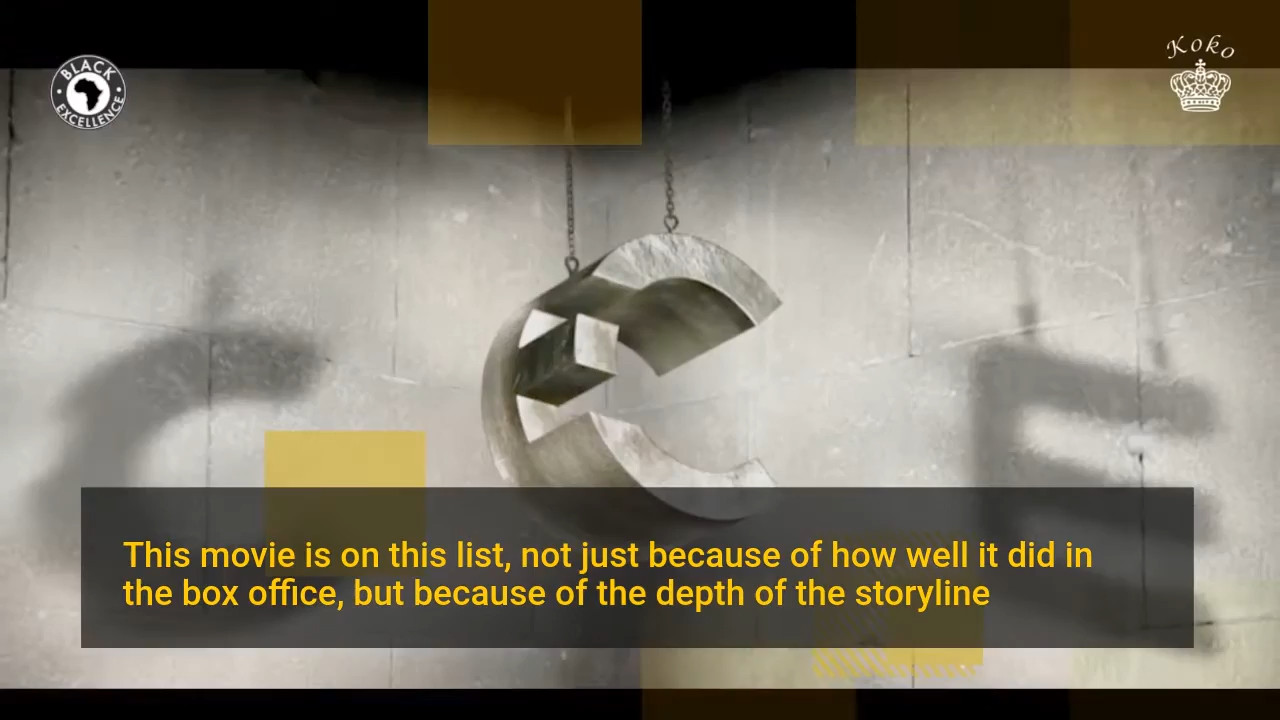 BLACK
EXCELLENCE
Koko
This movie is on this list, not just because of how well it did in
the box office, but because of the depth of the storyline